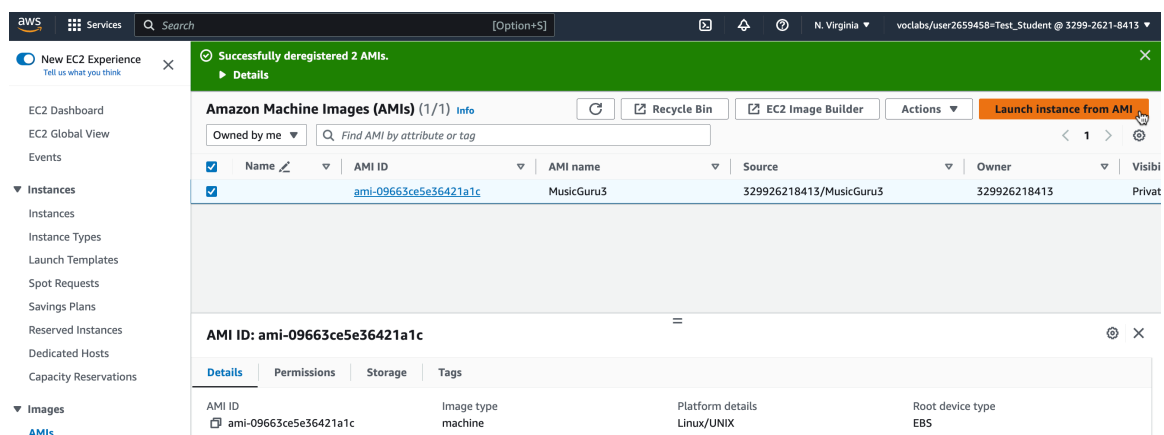 aws Services Search [Option+S] N. Virginia ▼ voclabs/user2659458=Test_Student @ 3299-2621-8413 ▼
New EC2 Experience
Tell us what you think
EC2 Dashboard
EC2 Global View
Events
▼ Instances
Instances
Instance Types
Launch Templates
Spot Requests
Savings Plans
Reserved Instances
Dedicated Hosts
Capacity Reservations
▼ Images
AMIs
Successfully deregistered 2 AMIs.
▶ Details
Amazon Machine Images (AMIs) (1/1) Info Recycle Bin EC2 Image Builder Actions ▼ Launch instance from AMI
Owned by me ▼ Find AMI by attribute or tag < 1 >
Name AMI ID AMI name Source Owner Visibi
ami-09663ce5e36421a1c MusicGuru3 329926218413/MusicGuru3 329926218413 Privat
AMI ID: ami-09663ce5e36421a1c
Details Permissions Storage Tags
AMI ID Image type Platform details Root device type
ami-09663ce5e36421a1c machine Linux/UNIX EBS